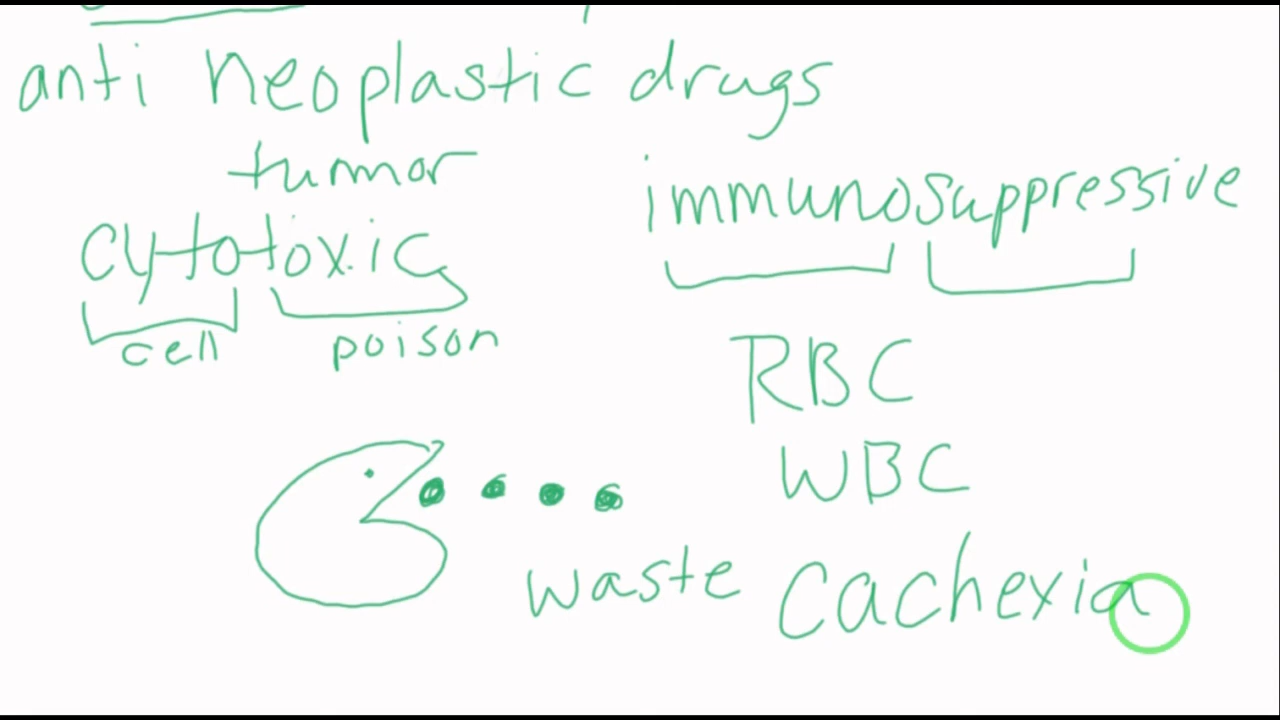 anti neoplastic drugs
tumor
cytotoxic
cell poison
immunosuppressive
RBC
WBC
waste cachexia